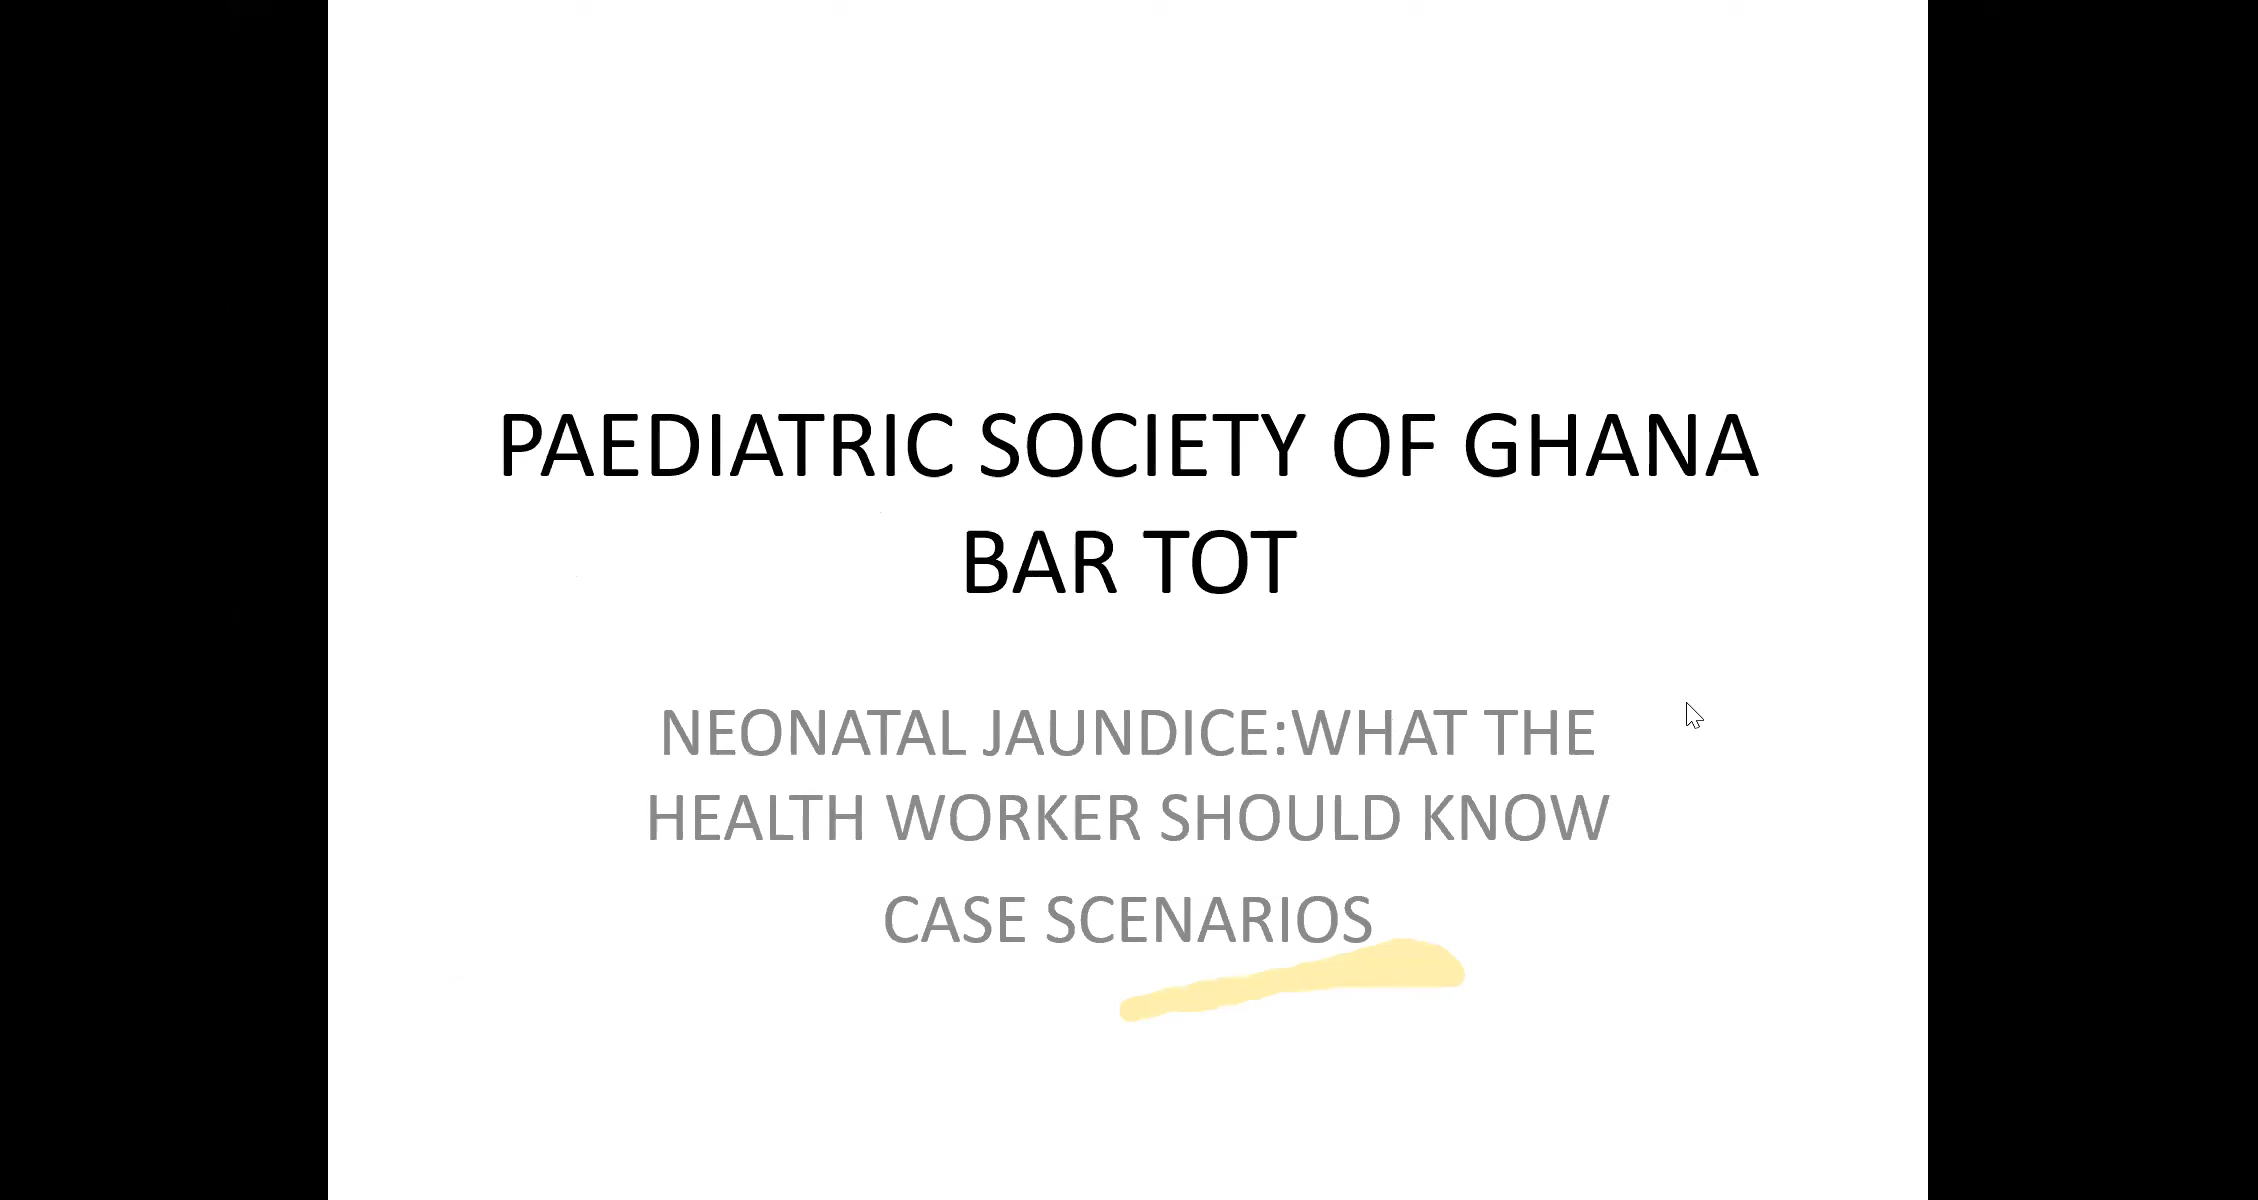 PAEDIATRIC SOCIETY OF GHANA
BAR TOT
NEONATAL JAUNDICE:WHAT THE
HEALTH WORKER SHOULD KNOW
CASE SCENARIOS